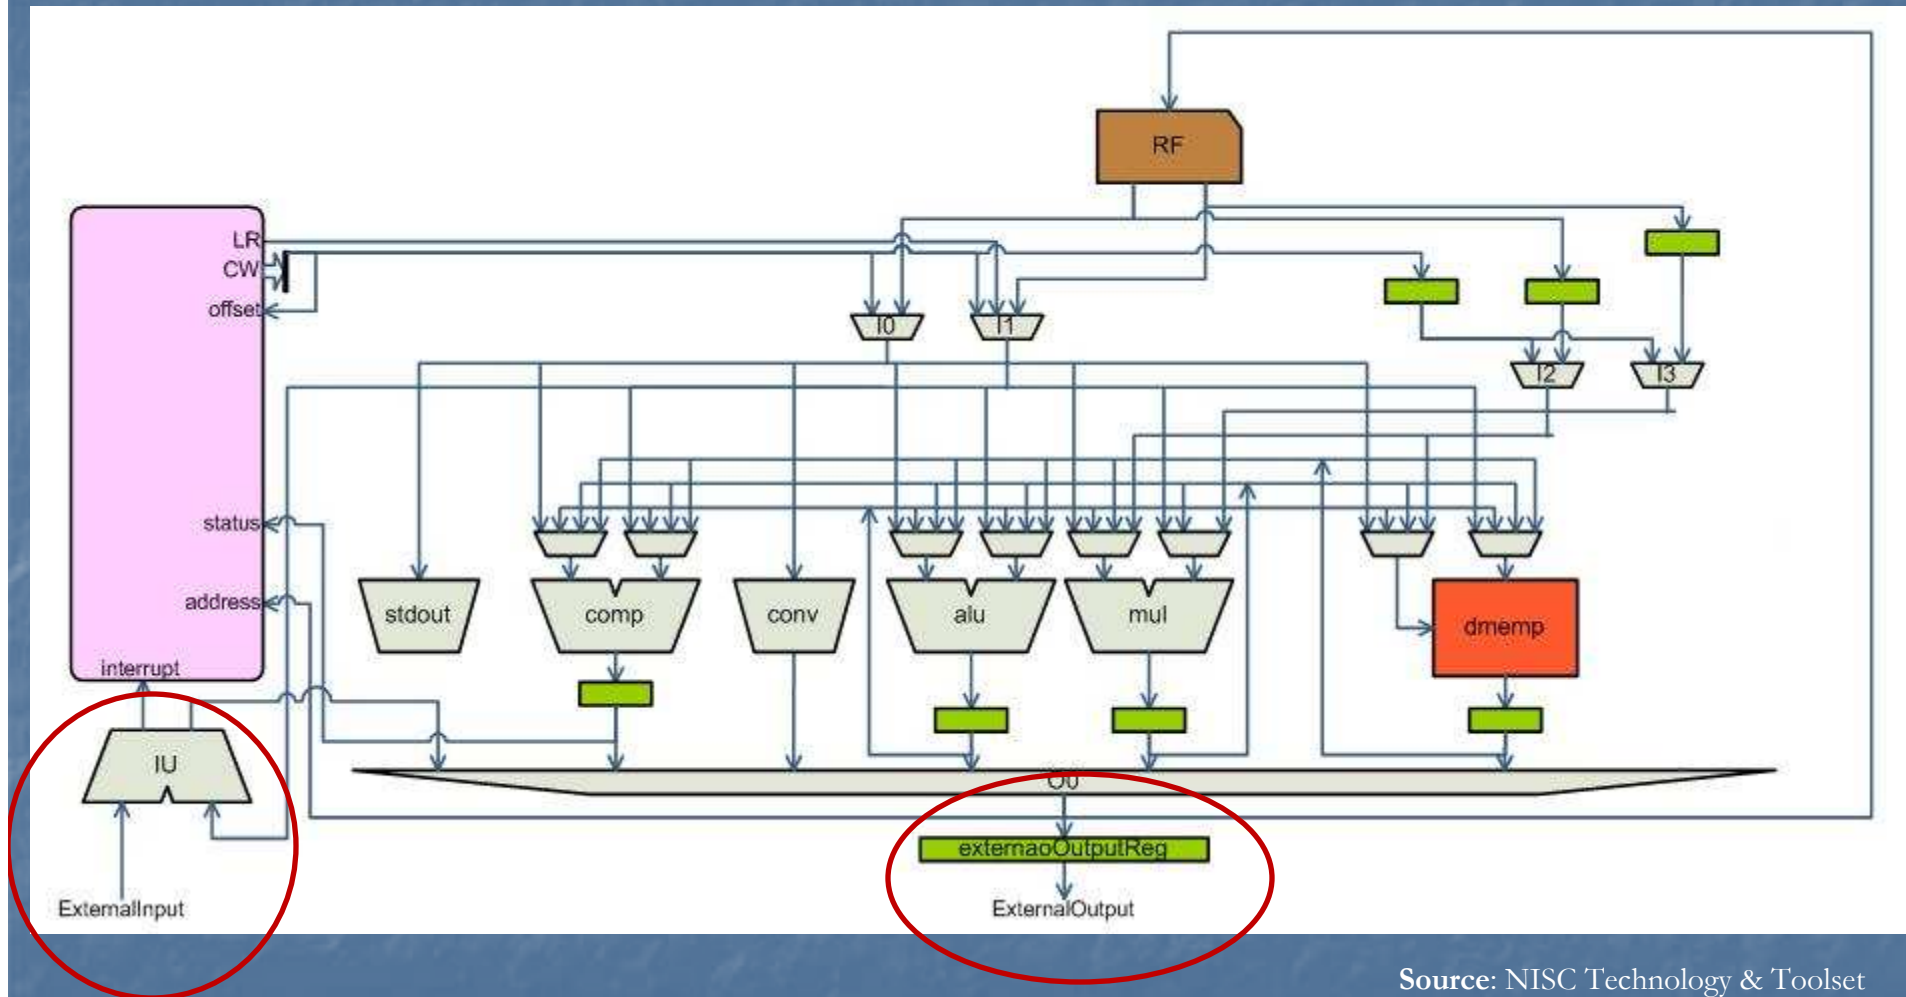 RF
LR
CW
offset
I0
I1
I2
I3
status
address
interrupt
stdout
comp
conv
alu
mul
dmemp
IU
O0
externaoOutputReg
ExternalInput
ExternalOutput
Source: NISC Technology & Toolset